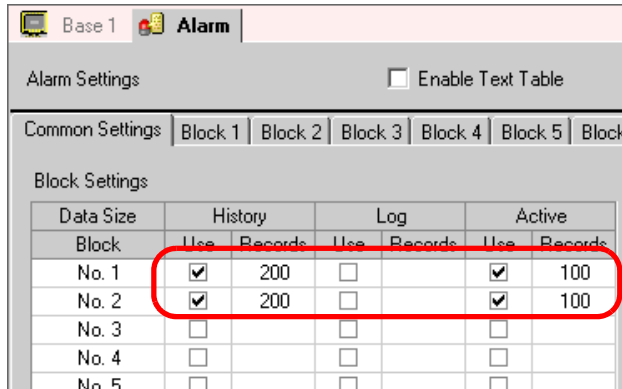 Base 1 Alarm
Alarm Settings Enable Text Table
Common Settings Block 1 Block 2 Block 3 Block 4 Block 5 Block
Block Settings
Data Size History Log Active
Block Use Records Use Records Use Records
No. 1 200 100
No. 2 200 100
No. 3
No. 4
No. 5